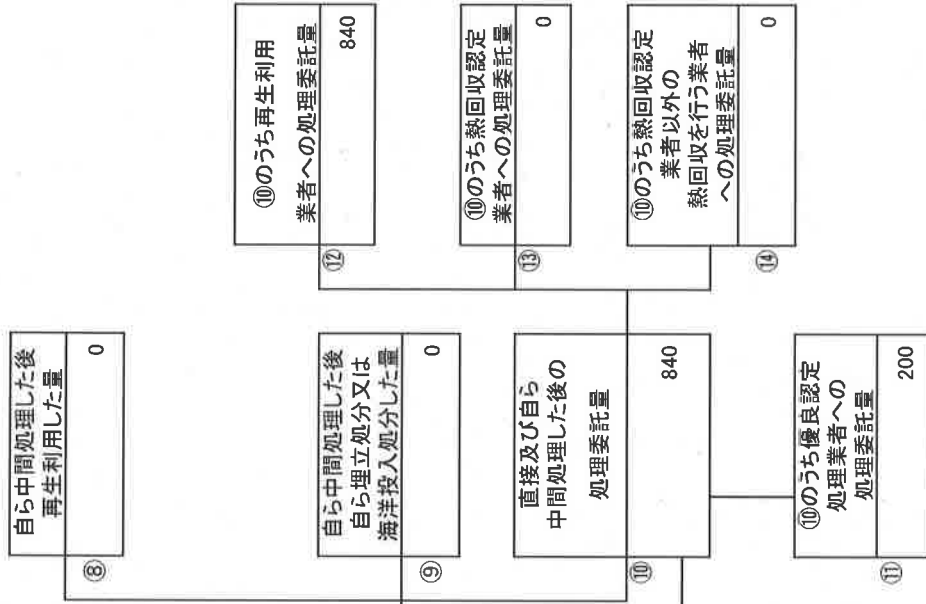 ⑧
自ら中間処理した後
再生利用した量
0
⑨
自ら中間処理した後
自ら埋立処分又は
海洋投入処分した量
0
⑩
直接及び自ら
中間処理した後の
処理委託量
840
⑪
⑩のうち優良認定
処理業者への
処理委託量
200
⑫
⑩のうち再生利用
業者への処理委託量
840
⑬
⑩のうち熱回収認定
業者への処理委託量
0
⑭
⑩のうち熱回収認定
業者以外の
熱回収を行う業者
への処理委託量
0